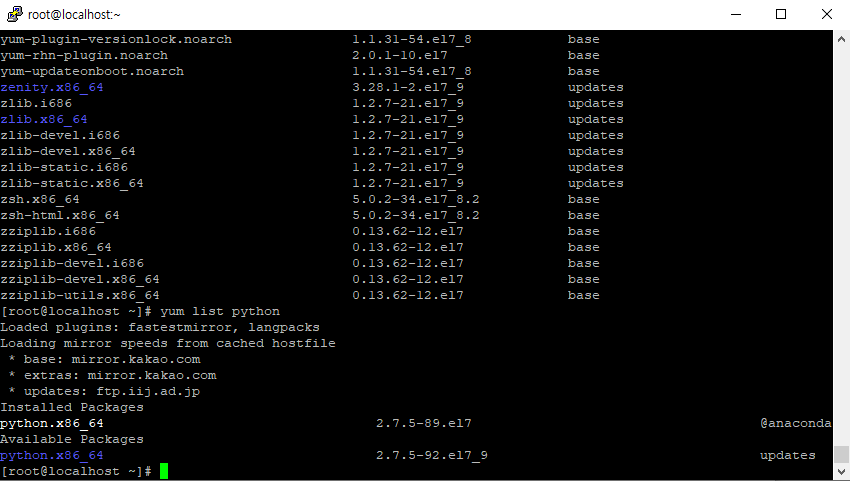 root@localhost:~
yum-plugin-versionlock.noarch 1.1.31-54.el7_8 base
yum-rhn-plugin.noarch 2.0.1-10.el7 base
yum-updateonboot.noarch 1.1.31-54.el7_8 base
zenity.x86_64 3.28.1-2.el7_9 updates
zlib.i686 1.2.7-21.el7_9 updates
zlib.x86_64 1.2.7-21.el7_9 updates
zlib-devel.i686 1.2.7-21.el7_9 updates
zlib-devel.x86_64 1.2.7-21.el7_9 updates
zlib-static.i686 1.2.7-21.el7_9 updates
zlib-static.x86_64 1.2.7-21.el7_9 updates
zsh.x86_64 5.0.2-34.el7_8.2 base
zsh-html.x86_64 5.0.2-34.el7_8.2 base
zziplib.i686 0.13.62-12.el7 base
zziplib.x86_64 0.13.62-12.el7 base
zziplib-devel.i686 0.13.62-12.el7 base
zziplib-devel.x86_64 0.13.62-12.el7 base
zziplib-utils.x86_64 0.13.62-12.el7 base
[root@localhost ~]# yum list python
Loaded plugins: fastestmirror, langpacks
Loading mirror speeds from cached hostfile
* base: mirror.kakao.com
* extras: mirror.kakao.com
* updates: ftp.iij.ad.jp
Installed Packages
python.x86_64 2.7.5-89.el7 @anaconda
Available Packages
python.x86_64 2.7.5-92.el7_9 updates
[root@localhost ~]#